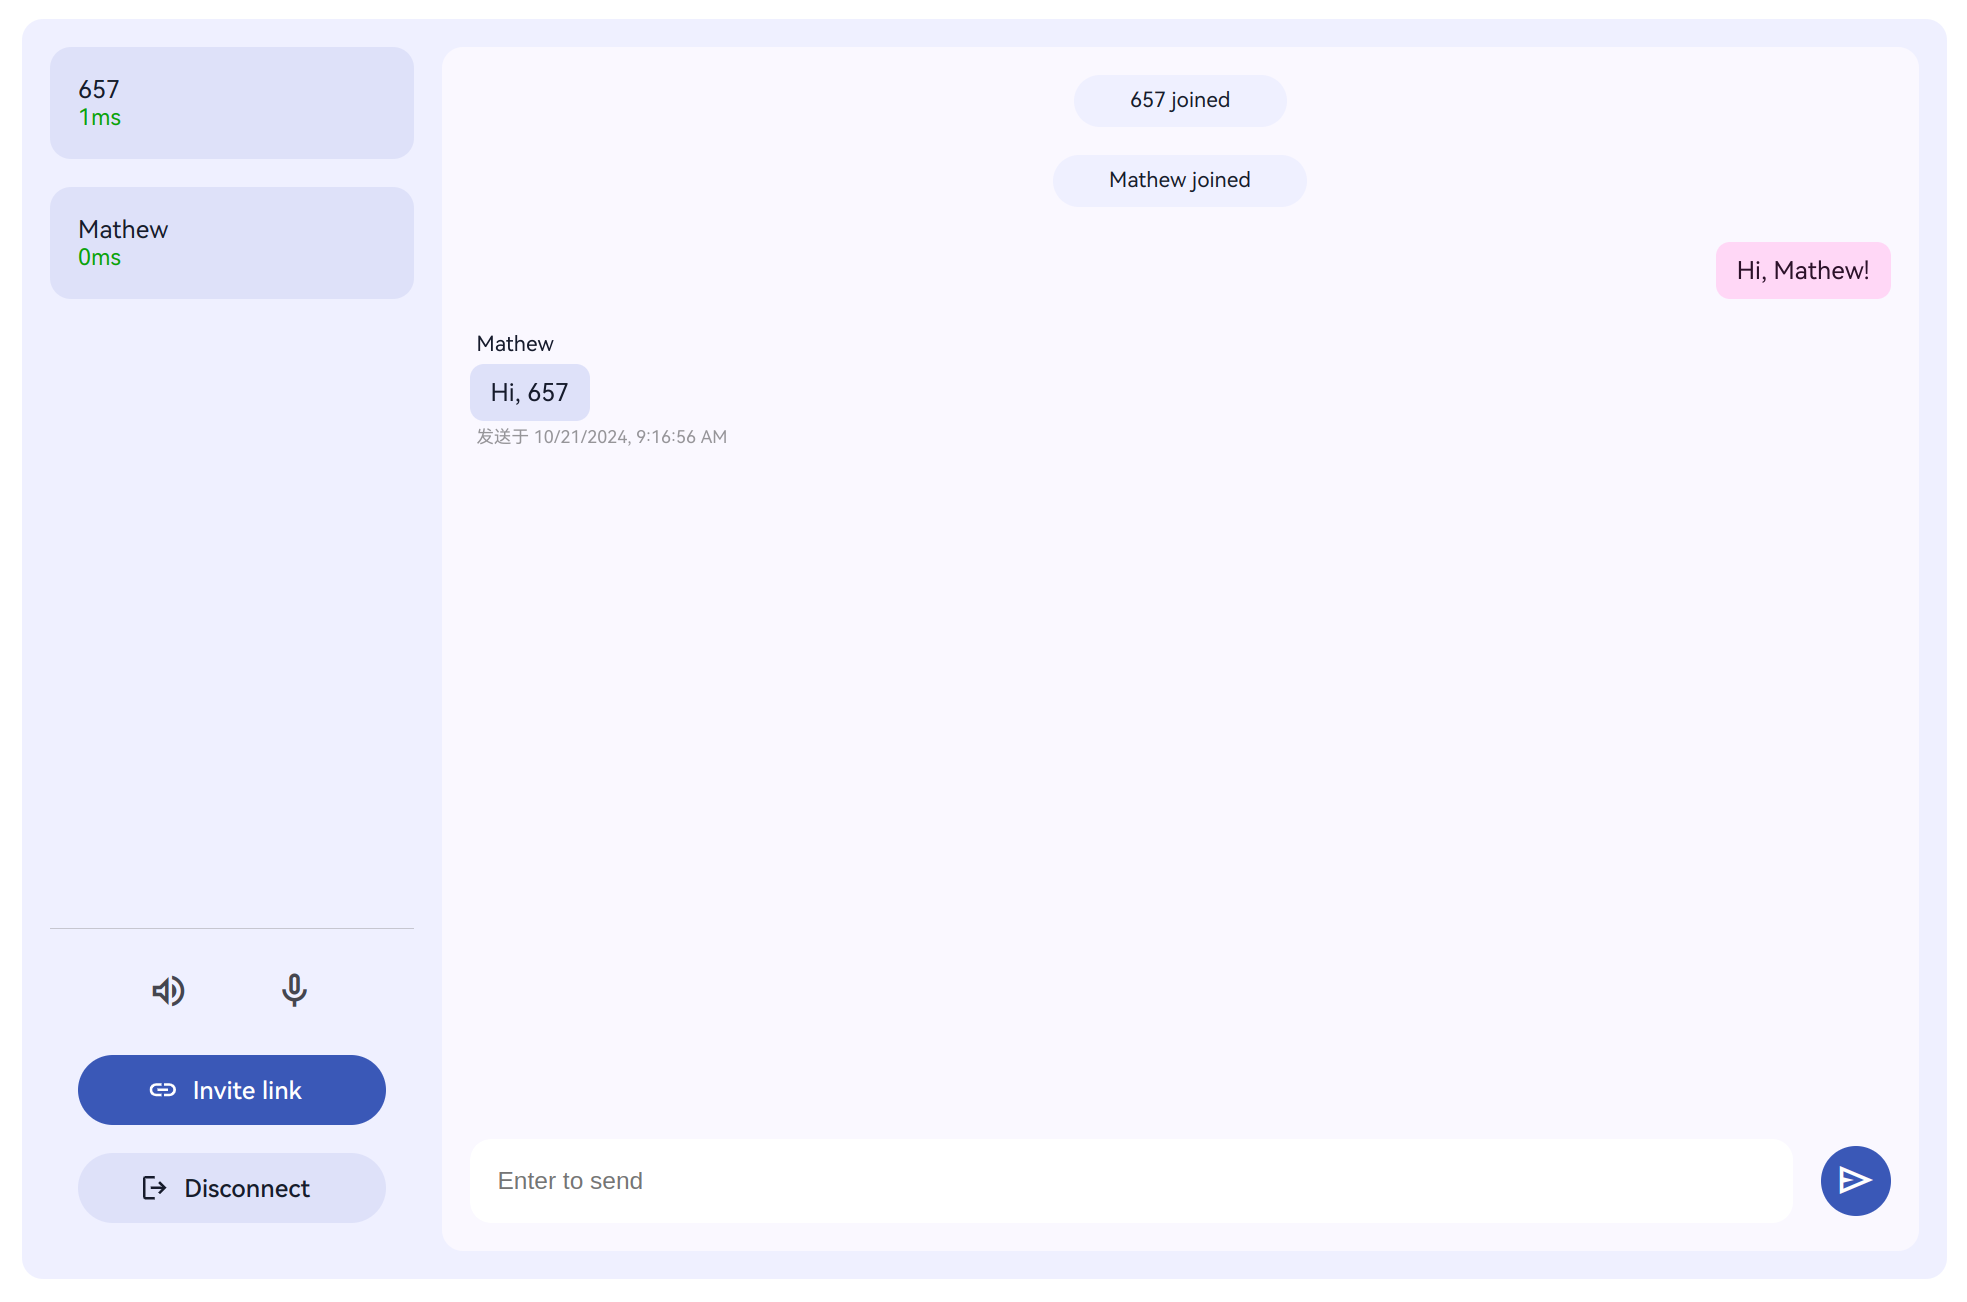 657
1ms
Mathew
0ms
Invite link
Disconnect
657 joined
Mathew joined
Hi, Mathew!
Mathew
Hi, 657
发送于 10/21/2024, 9:16:56 AM
Enter to send